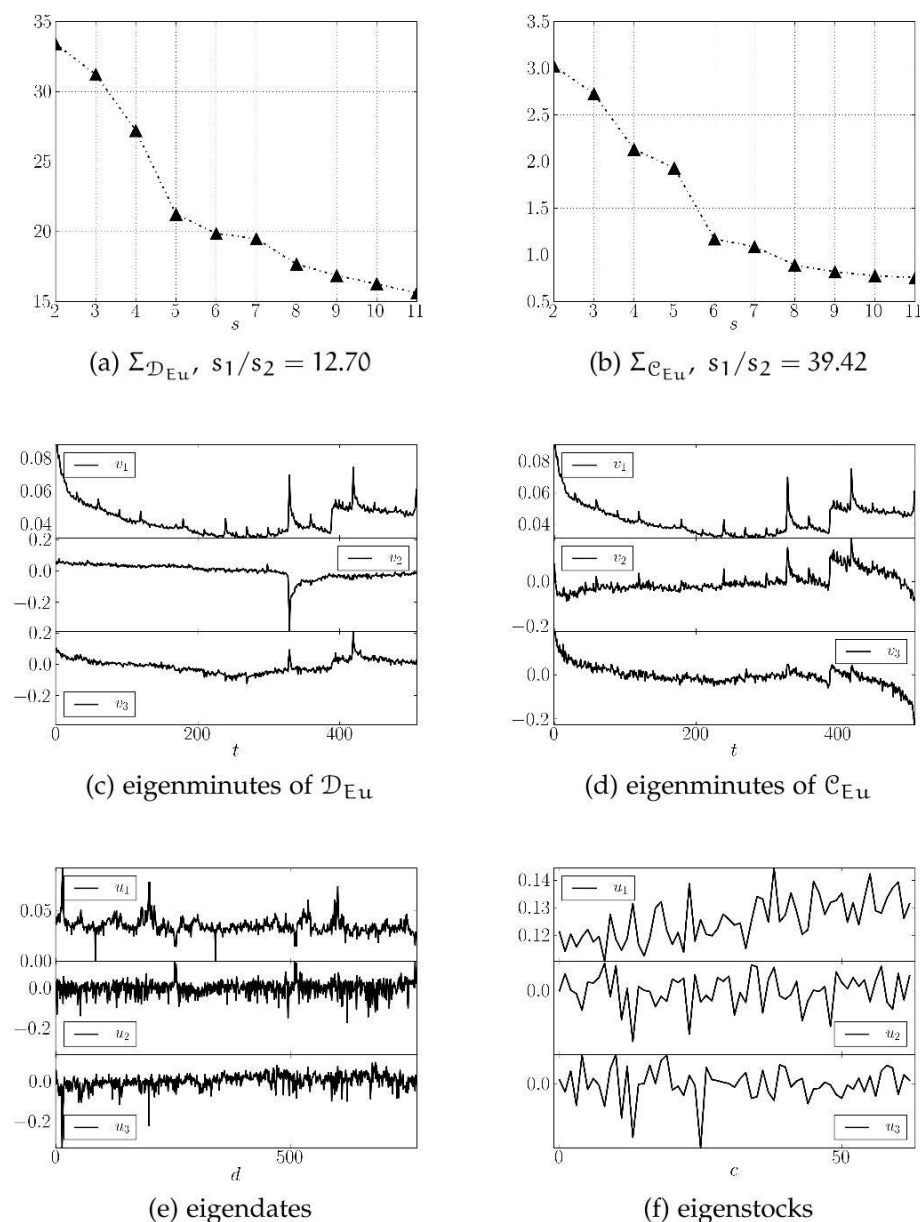 35
30
25
20
15
2 3 4 5 6 7 8 9 10 11
s
(a) Σ𝒟Eu, s1/s2 = 12.70
3.5
3.0
2.5
2.0
1.5
1.0
0.5
2 3 4 5 6 7 8 9 10 11
s
(b) Σ𝒞Eu, s1/s2 = 39.42
0.08
0.06
0.04
v1
0.2
0.0
−0.2
v2
0.2
0.0
−0.2
v3
0 200 400
t
(c) eigenminutes of 𝒟Eu
0.08
0.06
0.04
v1
0.0
−0.2
v2
0.0
−0.2
v3
0 200 400
t
(d) eigenminutes of 𝒞Eu
0.05
0.00
u1
0.0
−0.2
u2
0.0
−0.2
u3
0 500
d
(e) eigendates
0.14
0.13
0.12
u1
0.0
u2
0.0
u3
0 50
c
(f) eigenstocks